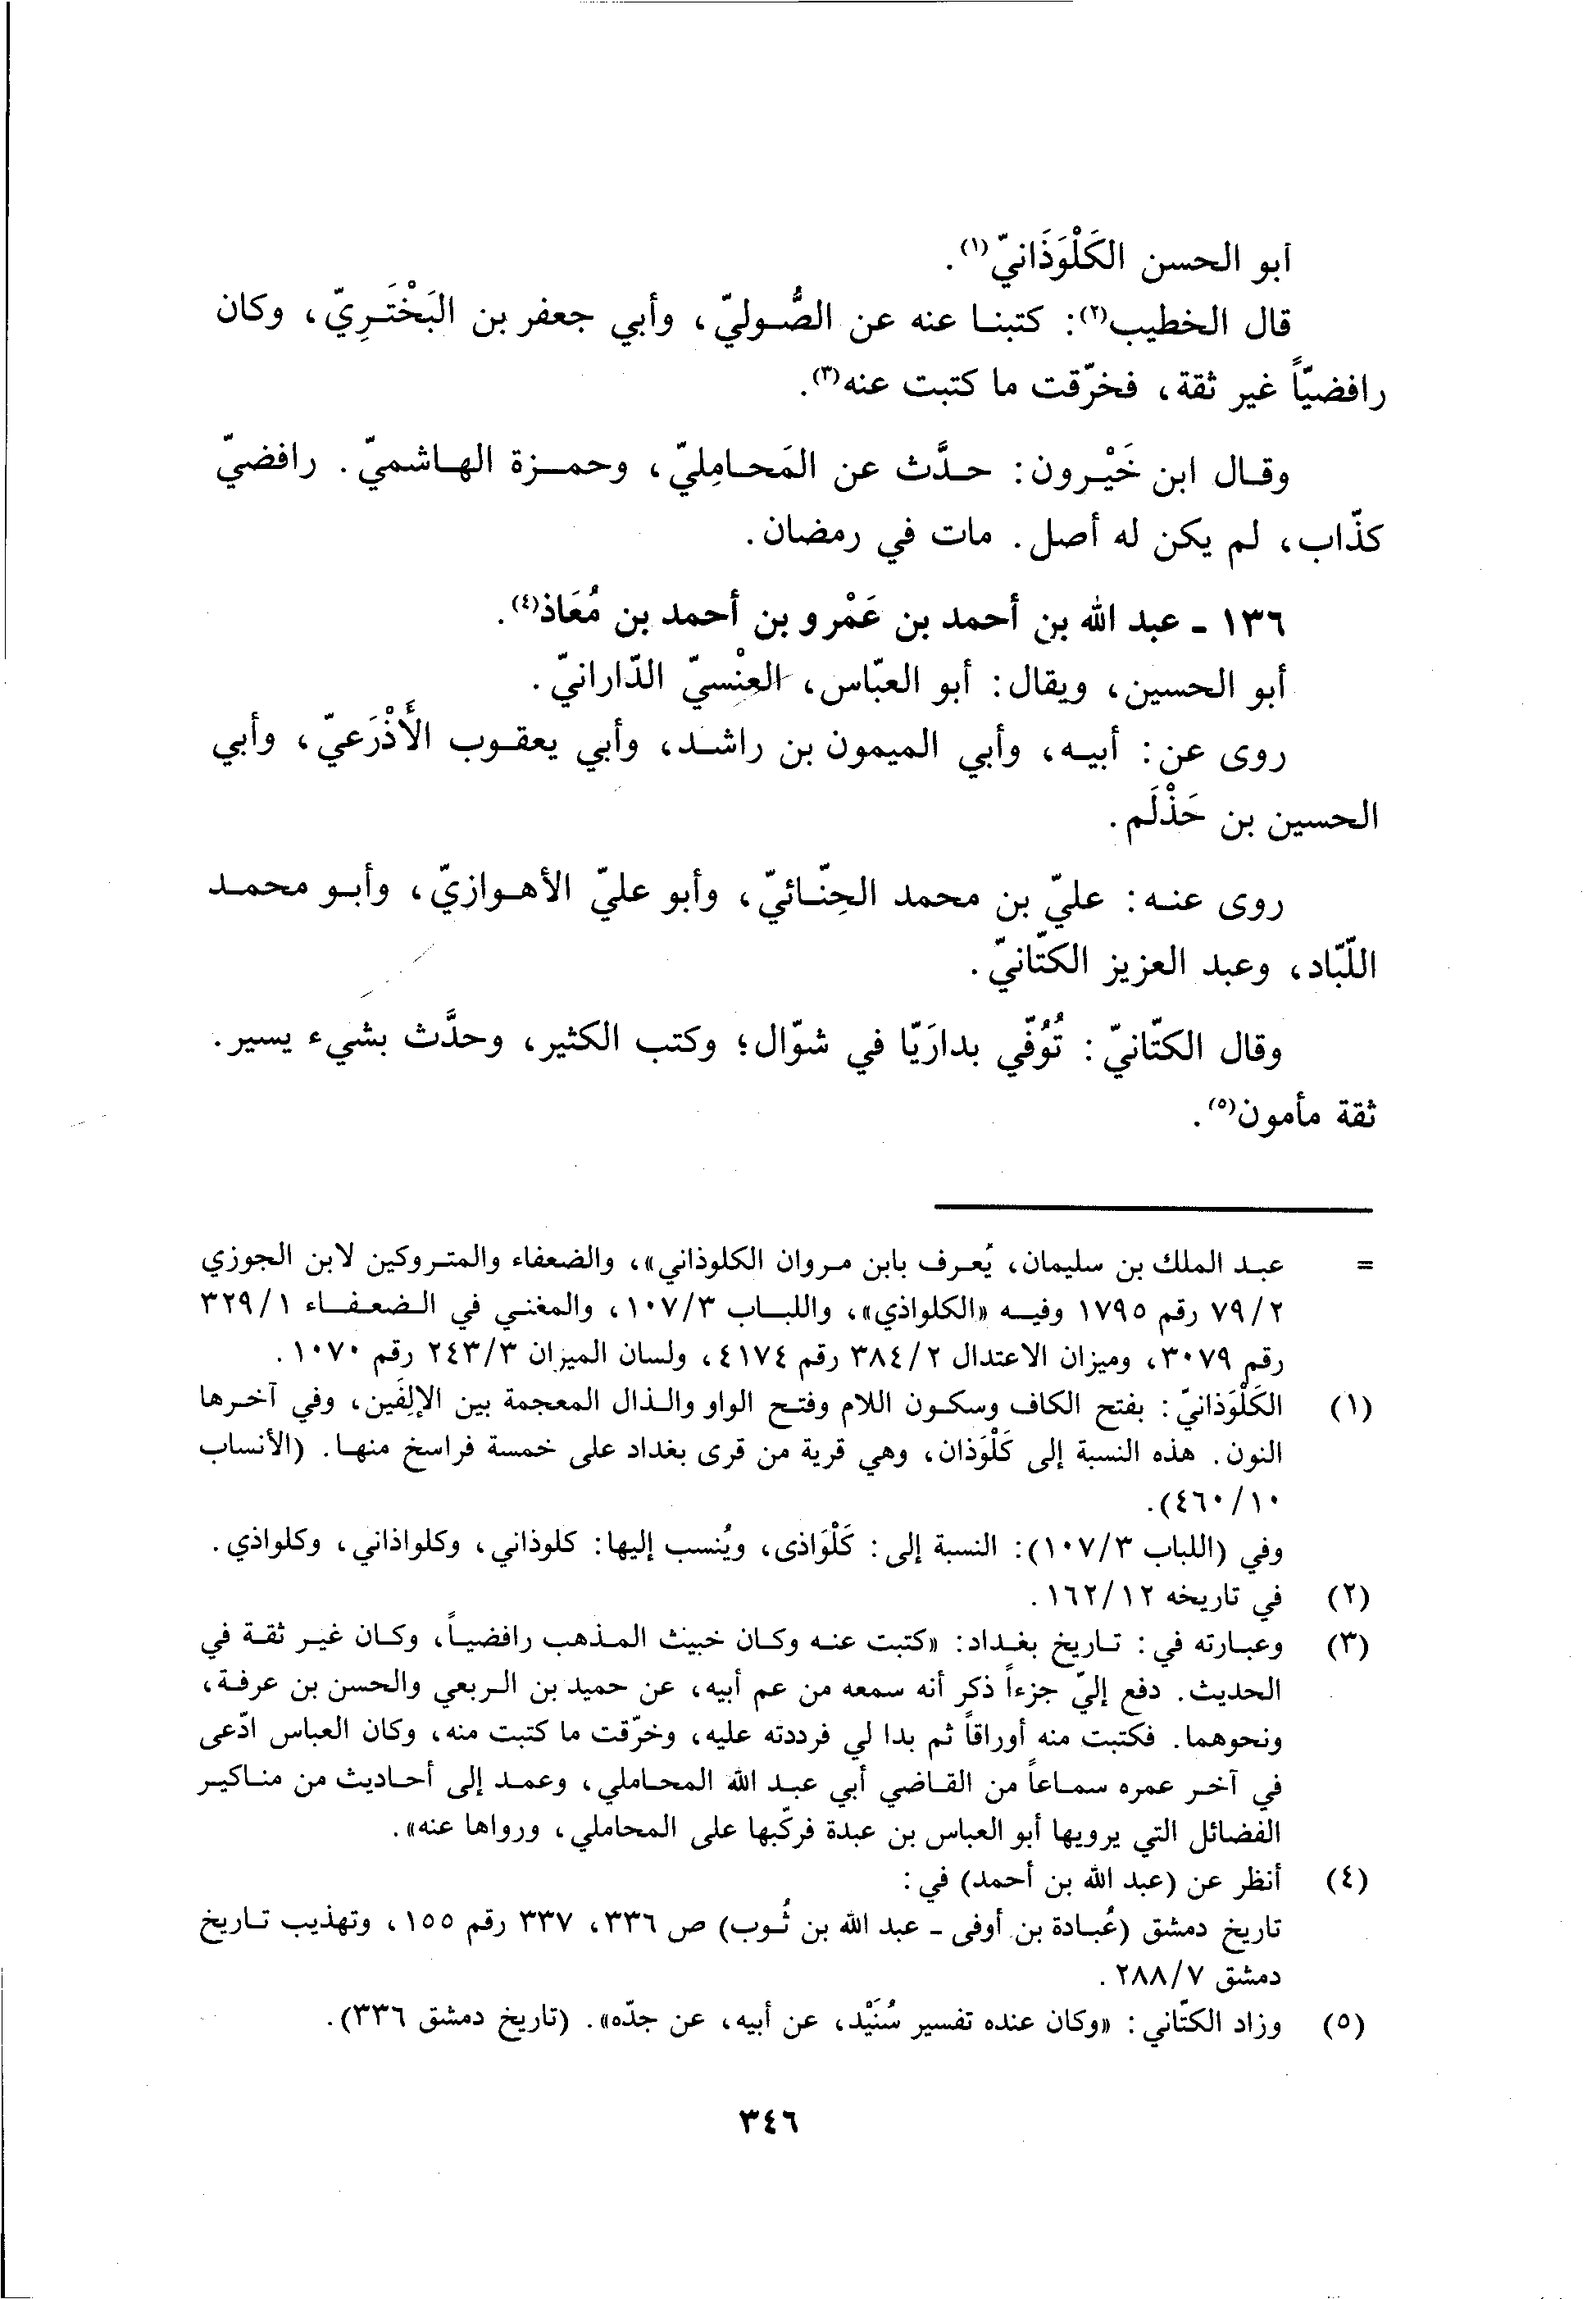 أبو الحسن الكَلْوَذَانيّ(١).
قال الخطيب(٢): كتبنا عنه عن الصُّوليّ، وأبي جعفر بن البَخْتَرِيّ، وكان
رافضيّاً غير ثقة، فخرّقت ما كتبت عنه(٣).
وقال ابن خَيْرون: حدَّث عن المَحامِليّ، وحمزة الهاشميّ. رافضيّ
كذّاب، لم يكن له أصل. مات في رمضان.
١٣٦ - عبد الله بن أحمد بن عَمْرو بن أحمد بن مُعَاذ(٤).
أبو الحسين، ويقال: أبو العبّاس، العنْسيّ الدّارانيّ.
روى عن: أبيه، وأبي الميمون بن راشد، وأبي يعقوب الأَذْرَعيّ، وأبي
الحسين بن حَذْلَم.
روى عنه: عليّ بن محمد الحِنّائيّ، وأبو عليّ الأهوازيّ، وأبو محمد
اللّبّاد، وعبد العزيز الكتّانيّ.
وقال الكتّانيّ: تُوُفّي بدارَيّا في شوّال؛ وكتب الكثير، وحدَّث بشيء يسير.
ثقة مأمون(٥).
= عبد الملك بن سليمان، يُعرف بابن مروان الكلوذاني»، والضعفاء والمتروكين لابن الجوزي
٧٩/٢ رقم ١٧٩٥ وفيه «الكلواذي»، واللباب ١٠٧/٣، والمغني في الضعفاء ٣٢٩/١
رقم ٣٠٧٩، وميزان الاعتدال ٣٨٤/٢ رقم ٤١٧٤، ولسان الميزان ٢٤٣/٣ رقم ١٠٧٠.
(١) الكَلْوَذانيّ: بفتح الكاف وسكون اللام وفتح الواو والذال المعجمة بين الإلِفَين، وفي آخرها
النون. هذه النسبة إلى كَلْوَذان، وهي قرية من قرى بغداد على خمسة فراسخ منها. (الأنساب
٤٦٠/١٠).
وفي (اللباب ١٠٧/٣): النسبة إلى: كَلْوَاذى، ويُنسب إليها: كلوذاني، وكلواذاني، وكلواذي.
(٢) في تاريخه ١٦٢/١٢.
(٣) وعبارته في: تاريخ بغداد: «كتبت عنه وكان خبيث المذهب رافضياً، وكان غير ثقة في
الحديث. دفع إليّ جزءاً ذكر أنه سمعه من عم أبيه، عن حميد بن الربعي والحسن بن عرفة،
ونحوهما. فكتبت منه أوراقاً ثم بدا لي فرددته عليه، وخرّقت ما كتبت منه، وكان العباس ادّعى
في آخر عمره سماعاً من القاضي أبي عبد الله المحاملي، وعمد إلى أحاديث من مناكير
الفضائل التي يرويها أبو العباس بن عبدة فركّبها على المحاملي، ورواها عنه».
(٤) أنظر عن (عبد الله بن أحمد) في:
تاريخ دمشق (عُبادة بن أوفى - عبد الله بن ثُوب) ص ٣٣٦، ٣٣٧ رقم ١٥٥، وتهذيب تاريخ
دمشق ٢٨٨/٧.
(٥) وزاد الكتّاني: «وكان عنده تفسير سُنَيْد، عن أبيه، عن جدّه». (تاريخ دمشق ٣٣٦).
٣٤٦